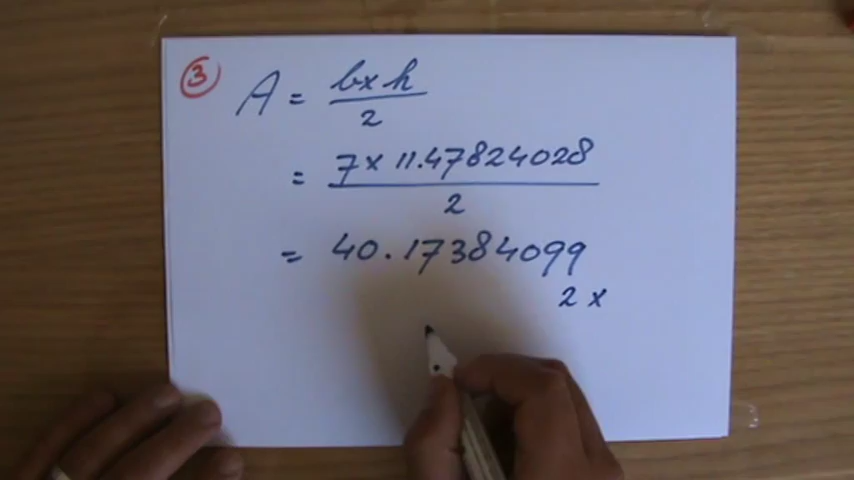 3
A = b x h
2
= 7 x 11.47824028
2
= 40.17384099
2 x